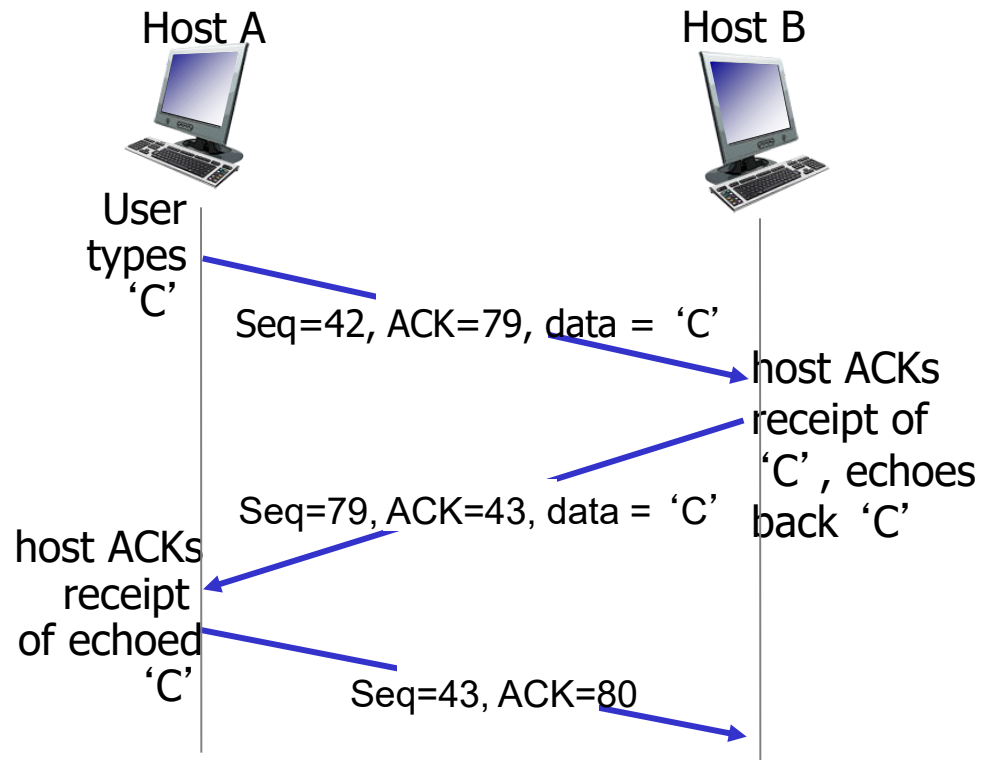 Host A
Host B
User
types
‘C’
Seq=42, ACK=79, data = ‘C’
host ACKs
receipt of
‘C’, echoes
back ‘C’
Seq=79, ACK=43, data = ‘C’
host ACKs
receipt
of echoed
‘C’
Seq=43, ACK=80